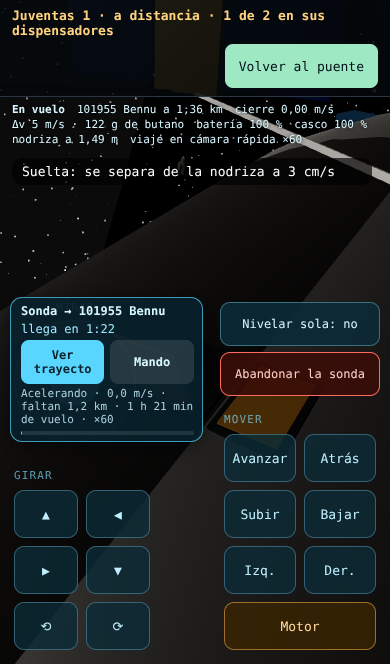 Juventas 1 · a distancia · 1 de 2 en sus
dispensadores
Volver al puente
En vuelo 101955 Bennu a 1,36 km cierre 0,00 m/s
Δv 5 m/s · 122 g de butano batería 100 % · casco 100 %
nodriza a 1,49 m viaje en cámara rápida ×60
Suelta: se separa de la nodriza a 3 cm/s
Sonda → 101955 Bennu
llega en 1:22
Ver
trayecto
Mando
Acelerando · 0,0 m/s ·
faltan 1,2 km · 1 h 21 min
de vuelo · ×60
Nivelar sola: no
Abandonar la sonda
MOVER
Avanzar
Atrás
GIRAR
▲
◀
Subir
Bajar
▶
▼
Izq.
Der.
⟲
⟳
Motor